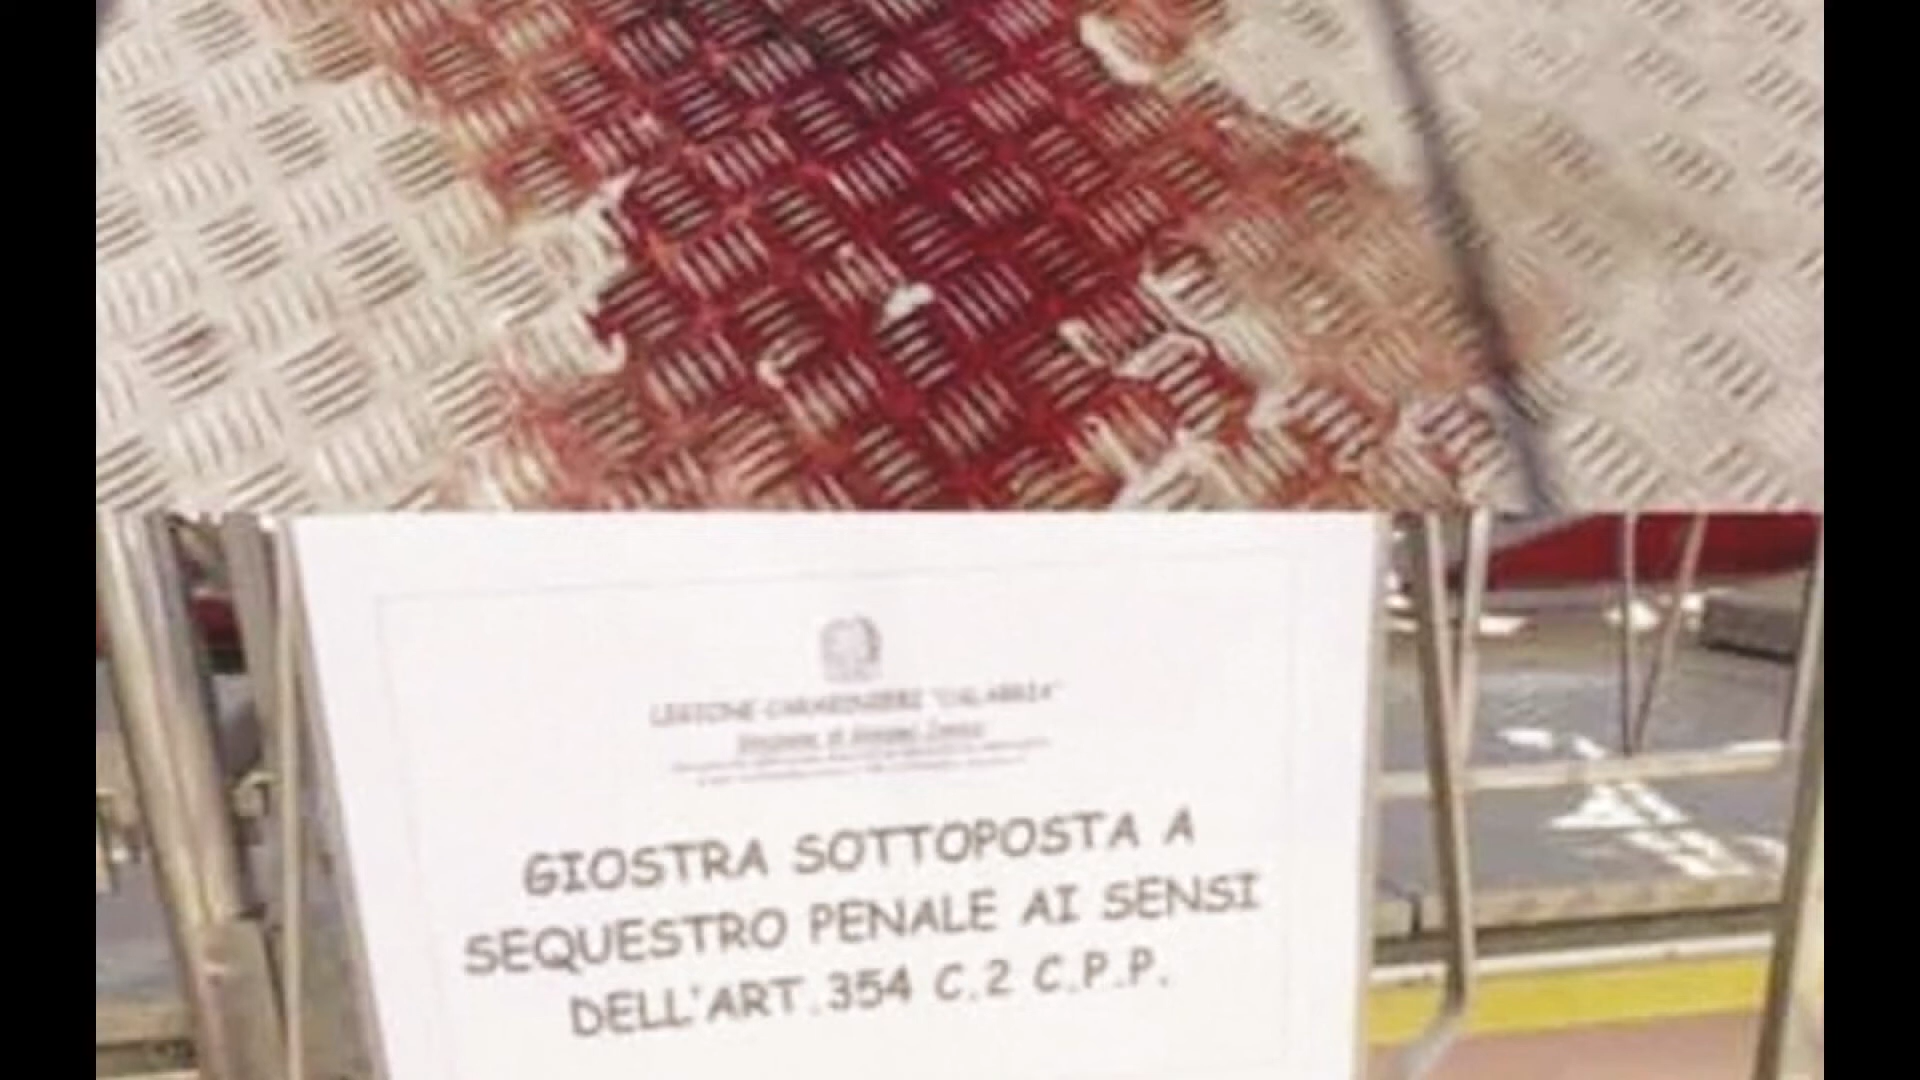 LEGIONE CARABINIERI "CALABRIA"
GIOSTRA SOTTOPOSTA A
SEQUESTRO PENALE AI SENSI
DELL'ART.354 C.2 C.P.P.